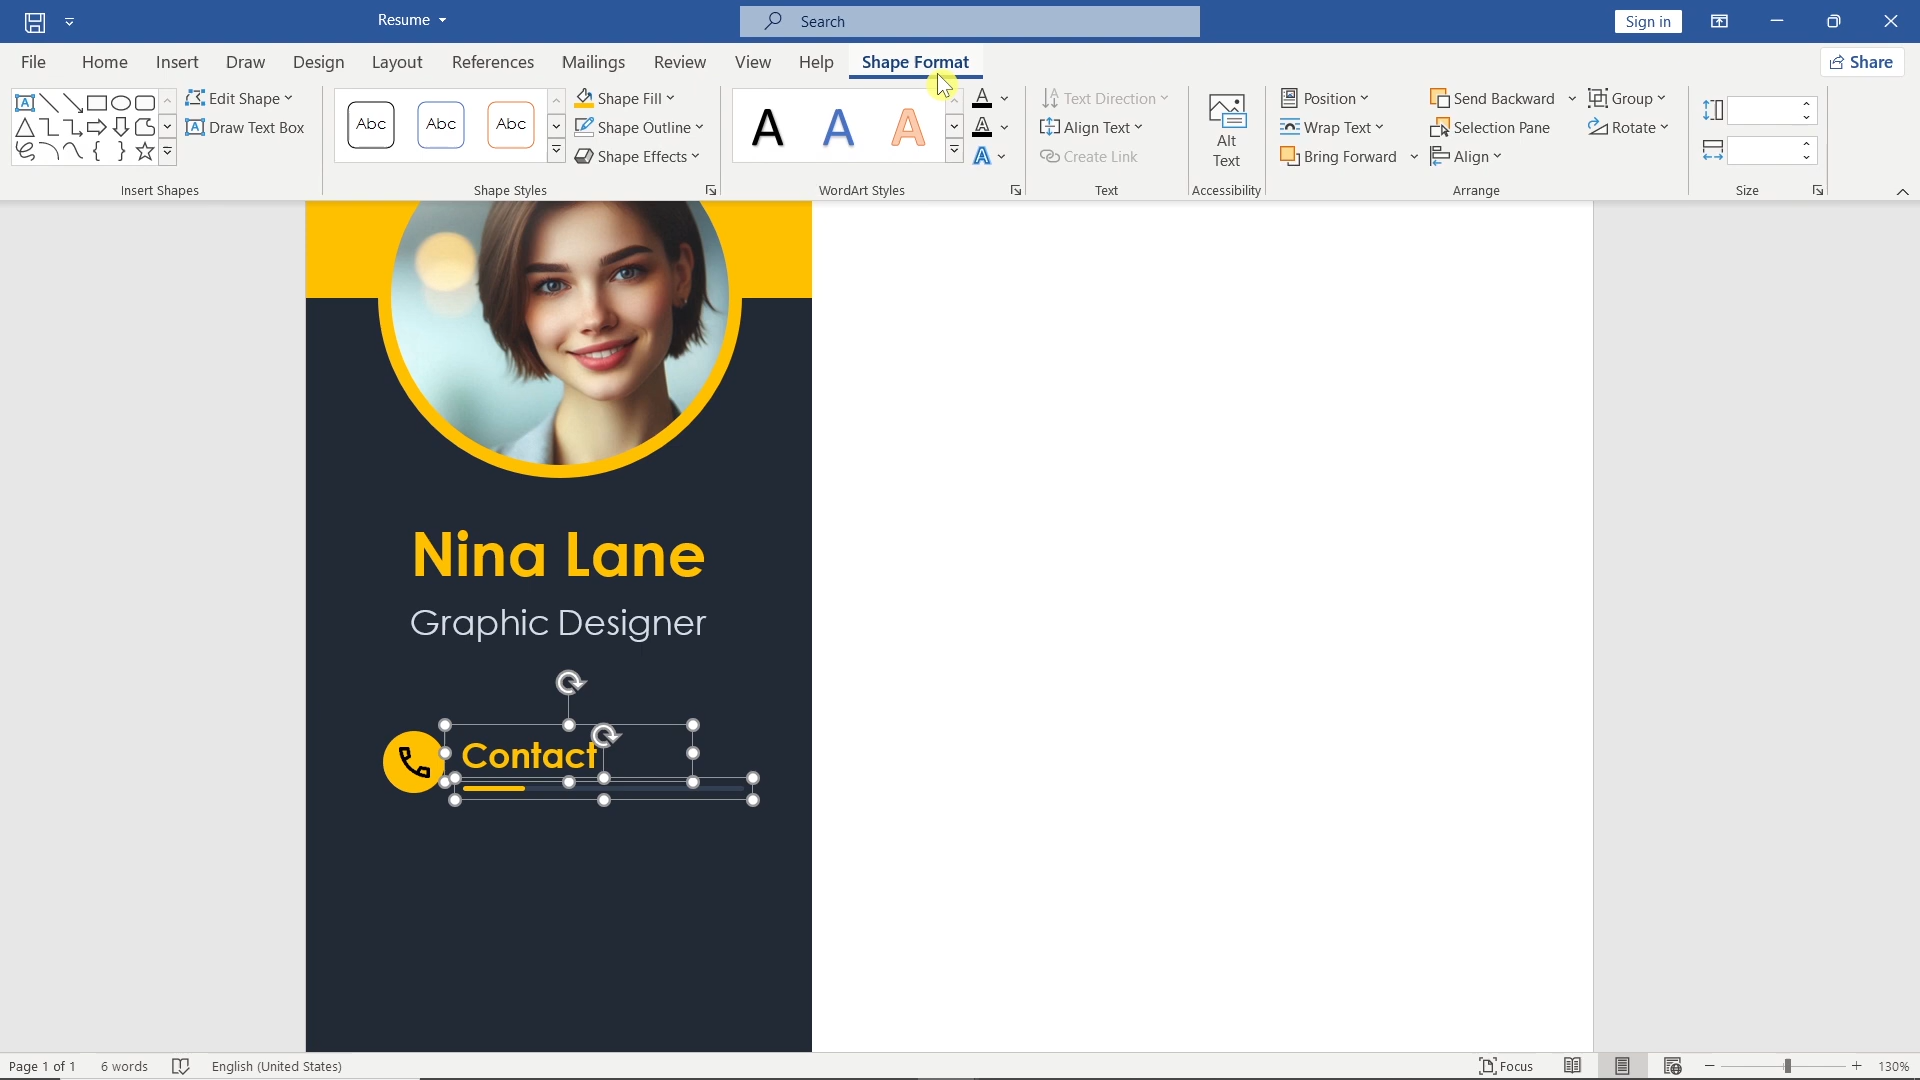 Resume
Search
Sign in
File Home Insert Draw Design Layout References Mailings Review View Help Shape Format
Share
Edit Shape
Draw Text Box
Insert Shapes
Abc Abc Abc
Shape Fill
Shape Outline
Shape Effects
Shape Styles
A A A
A
A
A
WordArt Styles
Text Direction
Align Text
Create Link
Text
Alt
Text
Accessibility
Position
Wrap Text
Bring Forward
Send Backward
Selection Pane
Align
Group
Rotate
Arrange
Size
Nina Lane
Graphic Designer
Contact
Page 1 of 1 6 words English (United States)
Focus
130%